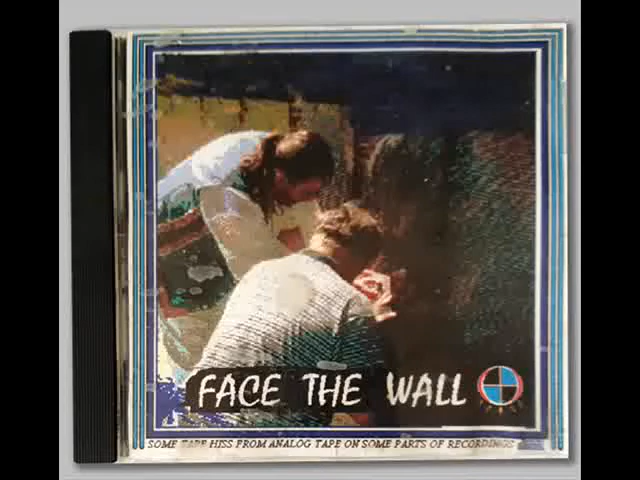 FACE THE WALL
SOME TAPE HISS FROM ANALOG TAPE ON SOME PARTS OF RECORDINGS